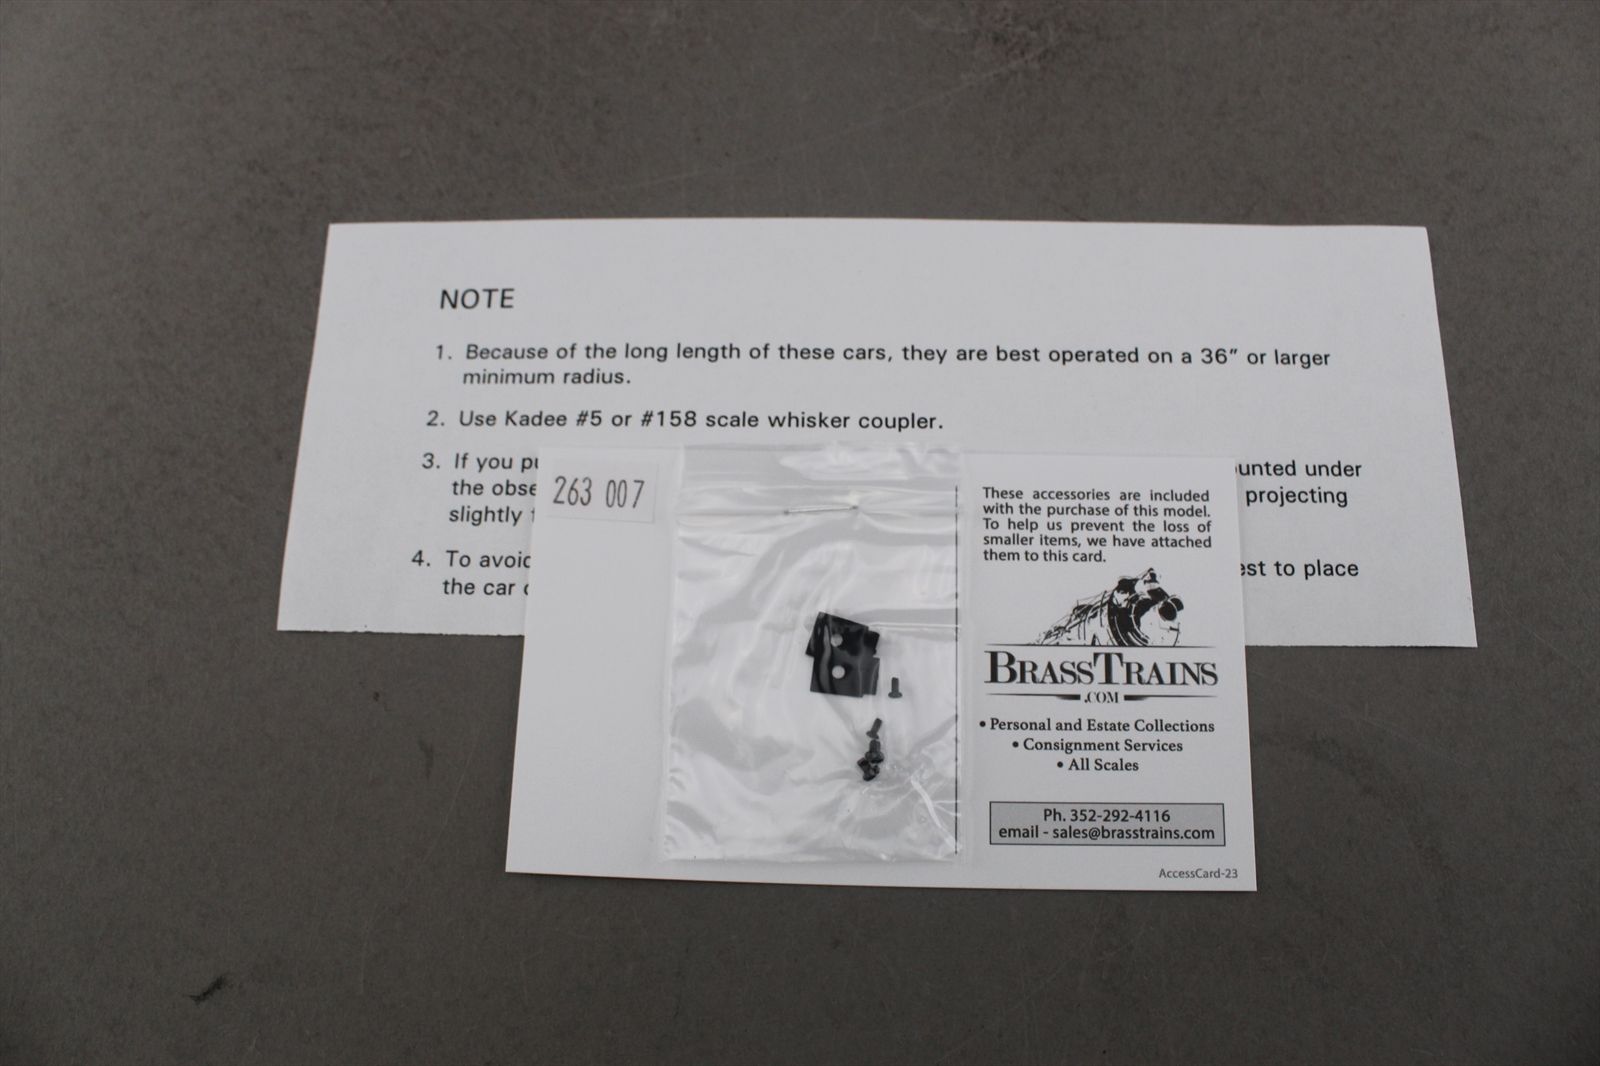 NOTE
1. Because of the long length of these cars, they are best operated on a 36" or larger
minimum radius.
2. Use Kadee #5 or #158 scale whisker coupler.
3. If you
unted under
the obse
projecting
slightly
4. To avoid
est to place
the car
263 007
These accessories are included
with the purchase of this model.
To help us prevent the loss of
smaller items, we have attached
them to this card.
BRASSTRAINS
.COM
• Personal and Estate Collections
• Consignment Services
• All Scales
Ph. 352-292-4116
email - sales@brasstrains.com
AccessCard-23